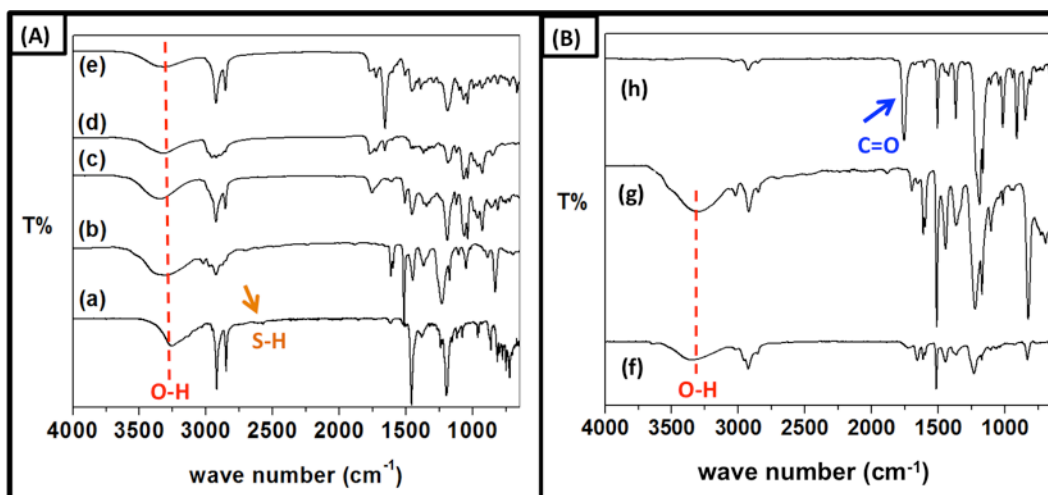 (A)
(e)
(d)
(c)
(b)
(a)
T%
S-H
O-H
4000 3500 3000 2500 2000 1500 1000
wave number (cm⁻¹)
(B)
(h)
C=O
(g)
T%
(f)
O-H
4000 3500 3000 2500 2000 1500 1000
wave number (cm⁻¹)